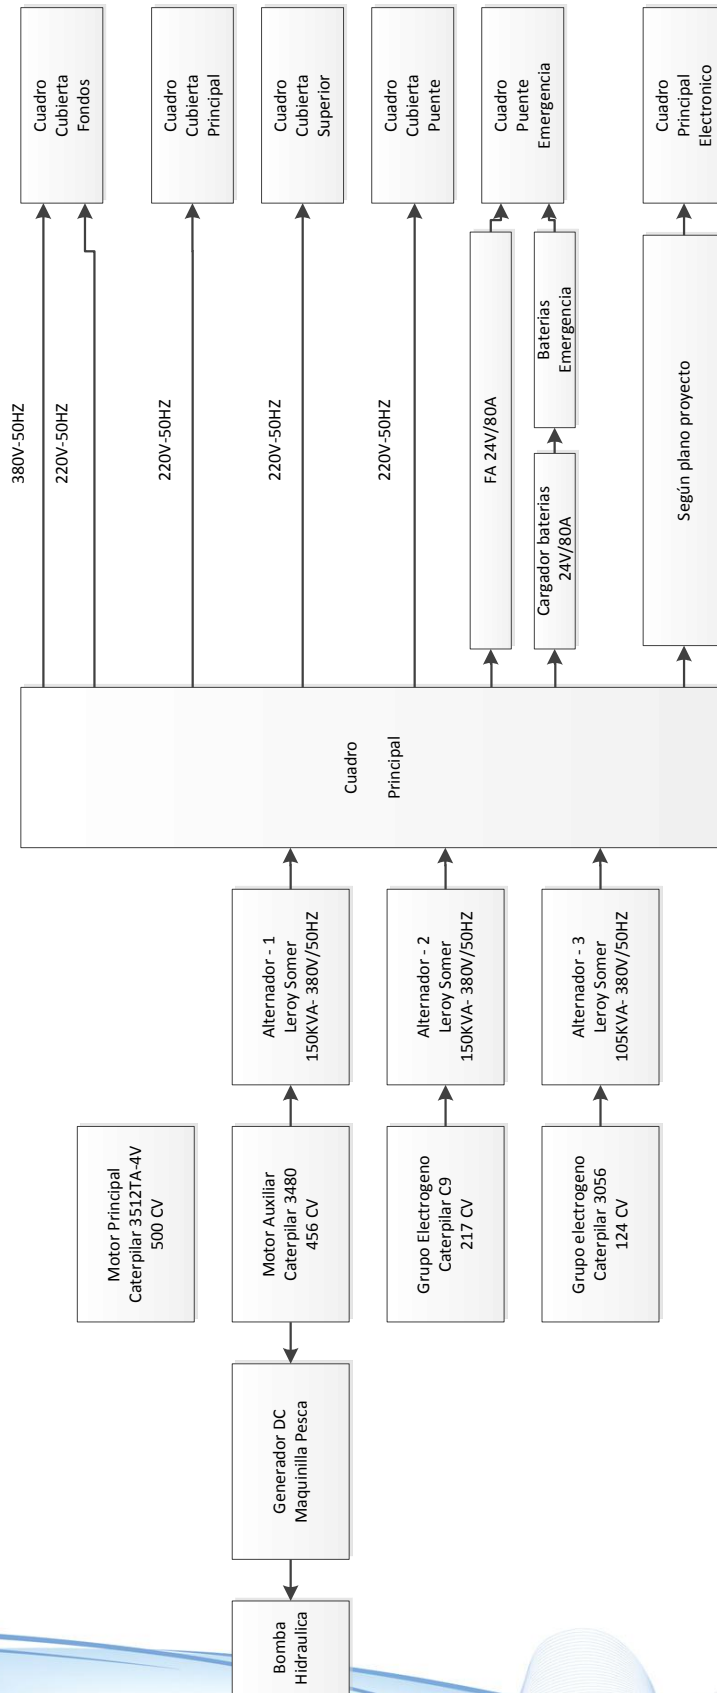 Cuadro
Cubierta
Fondos
Cuadro
Cubierta
Principal
Cuadro
Cubierta
Superior
Cuadro
Cubierta
Puente
Cuadro
Puente
Emergencia
Cuadro
Principal
Electronico
380V-50HZ
220V-50HZ
220V-50HZ
220V-50HZ
220V-50HZ
FA 24V/80A
Baterias
Emergencia
Cargador baterias
24V/80A
Según plano proyecto
Cuadro
Principal
Alternador - 1
Leroy Somer
150KVA- 380V/50HZ
Alternador - 2
Leroy Somer
150KVA- 380V/50HZ
Alternador - 3
Leroy Somer
105KVA- 380V/50HZ
Motor Principal
Caterpilar 3512TA-4V
500 CV
Motor Auxiliar
Caterpilar 3480
456 CV
Grupo Electrogeno
Caterpilar C9
217 CV
Grupo electrogeno
Caterpilar 3056
124 CV
Generador DC
Maquinilla Pesca
Bomba
Hidraulica